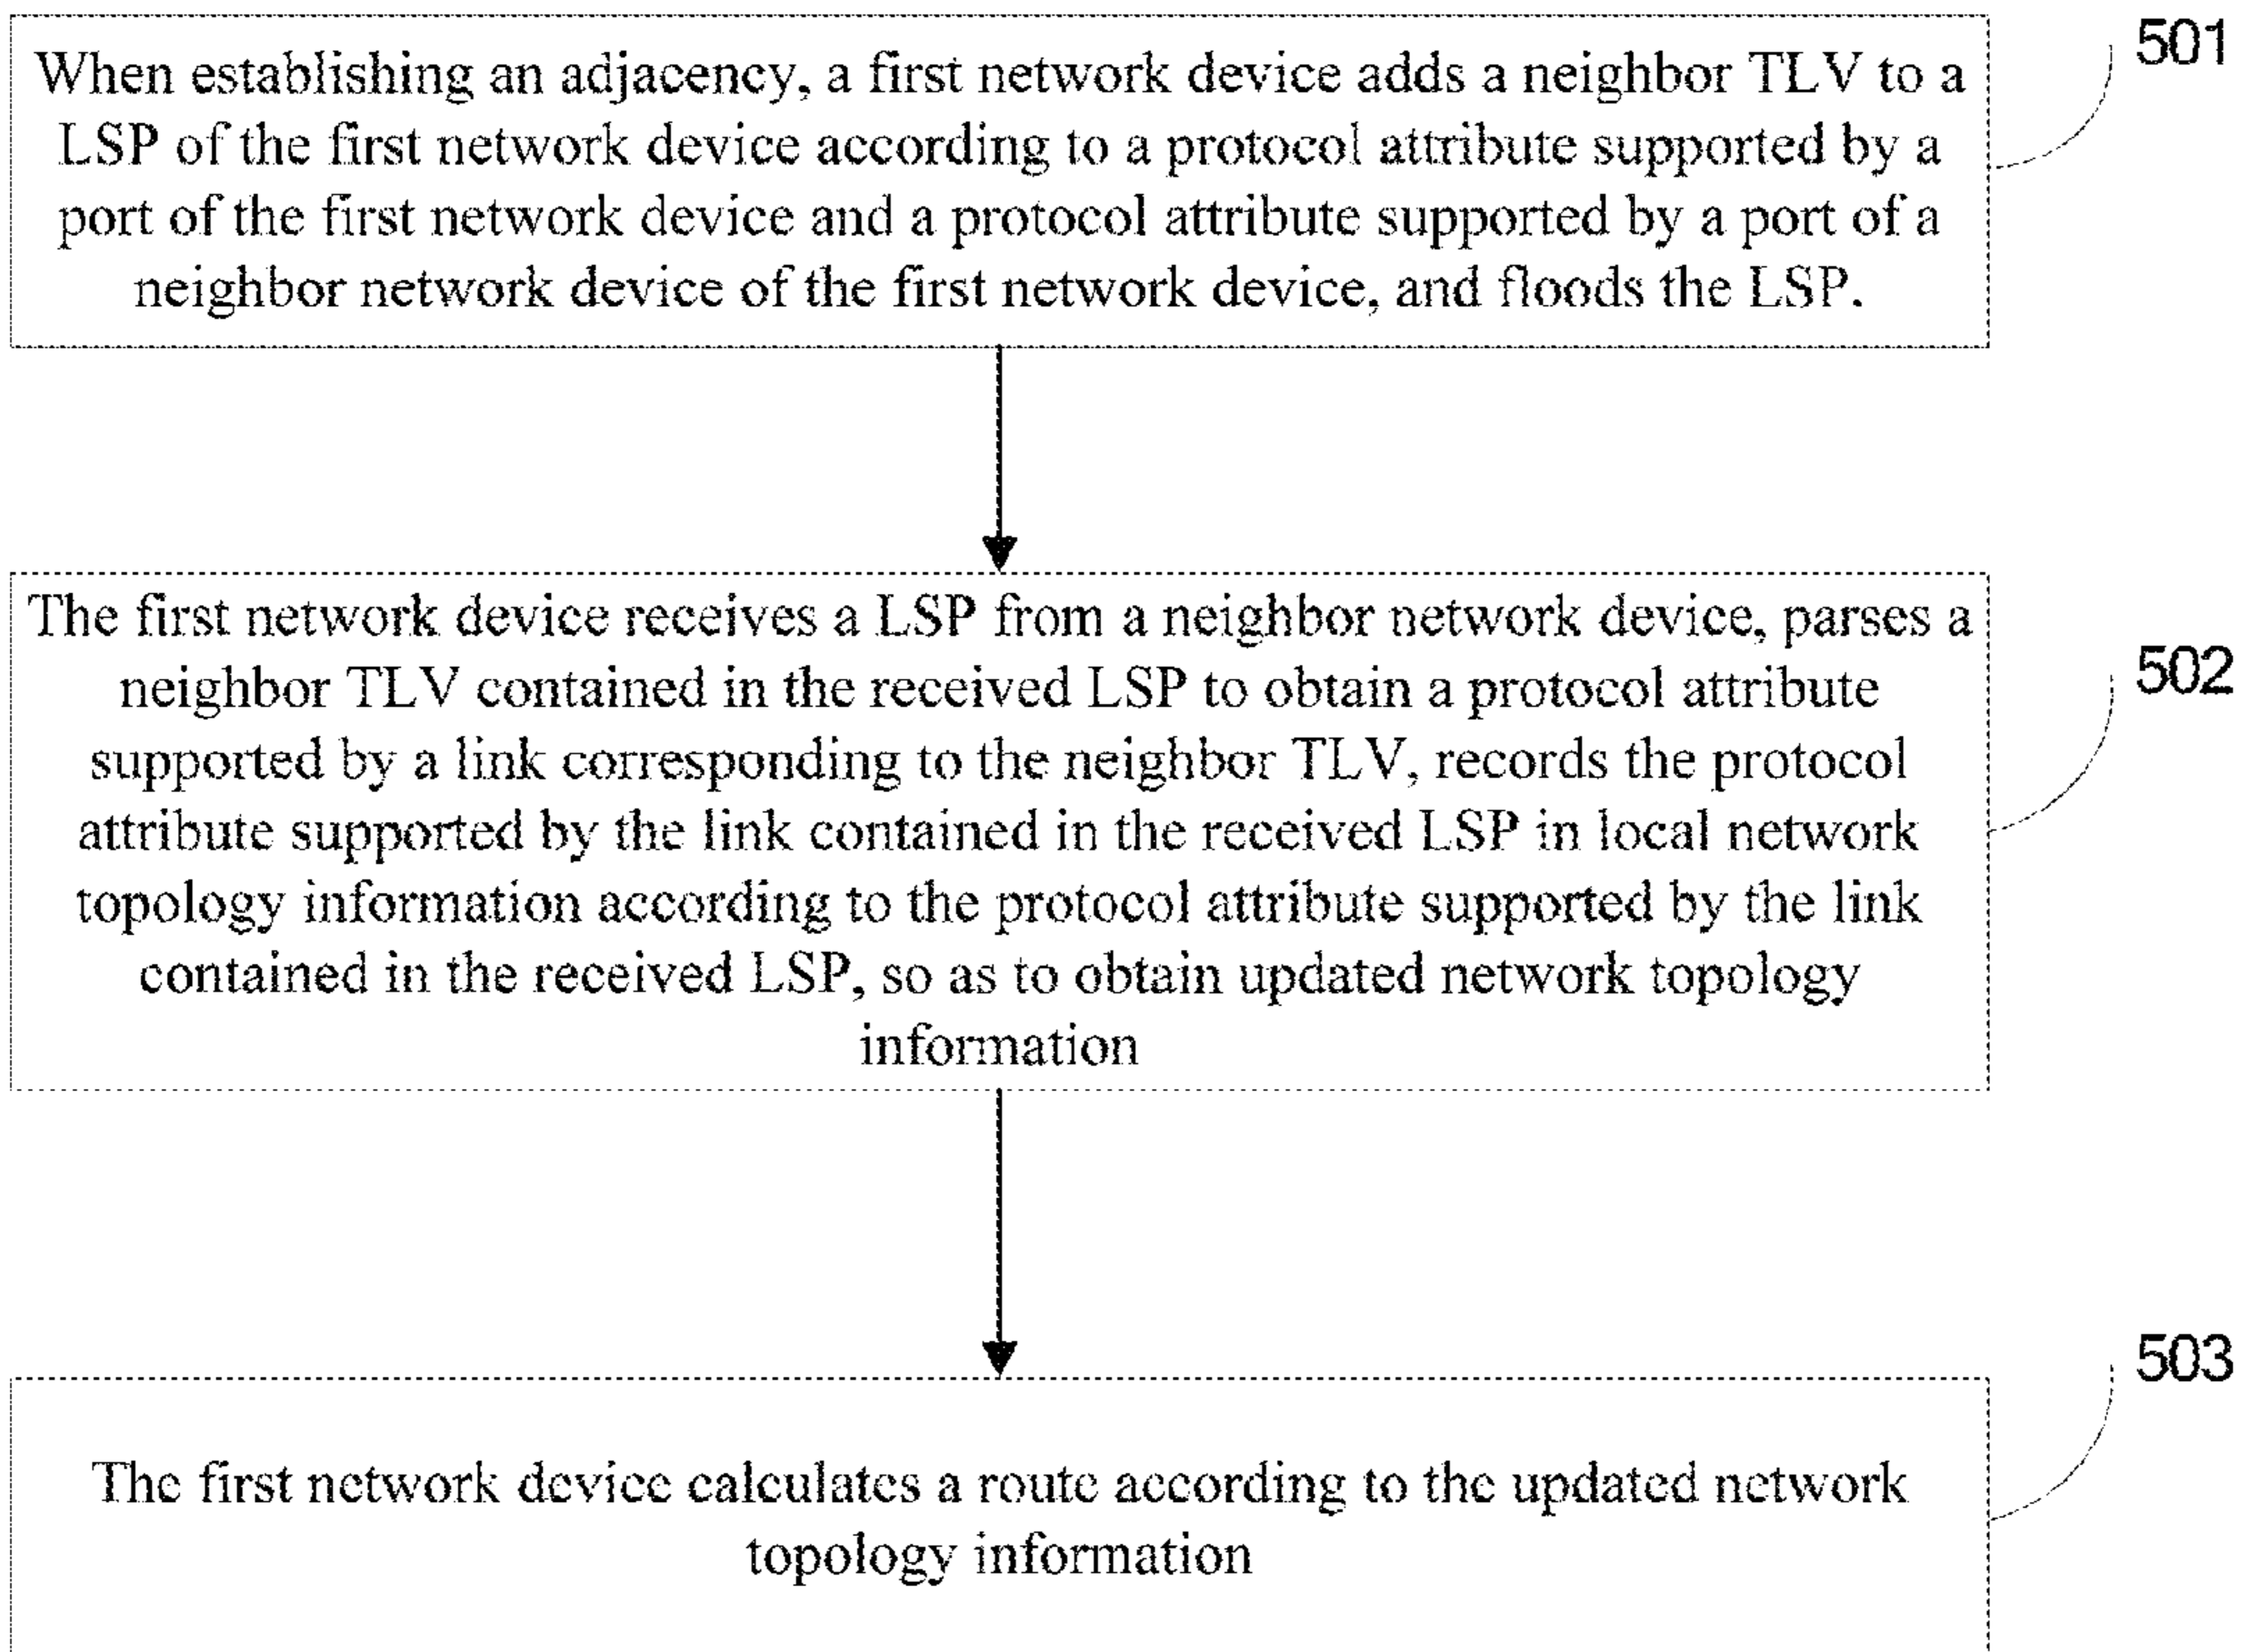 When establishing an adjacency, a first network device adds a neighbor TLV to a
LSP of the first network device according to a protocol attribute supported by a
port of the first network device and a protocol attribute supported by a port of a
neighbor network device of the first network device, and floods the LSP.
501
The first network device receives a LSP from a neighbor network device, parses a
neighbor TLV contained in the received LSP to obtain a protocol attribute
supported by a link corresponding to the neighbor TLV, records the protocol
attribute supported by the link contained in the received LSP in local network
topology information according to the protocol attribute supported by the link
contained in the received LSP, so as to obtain updated network topology
information
502
The first network device calculates a route according to the updated network
topology information
503